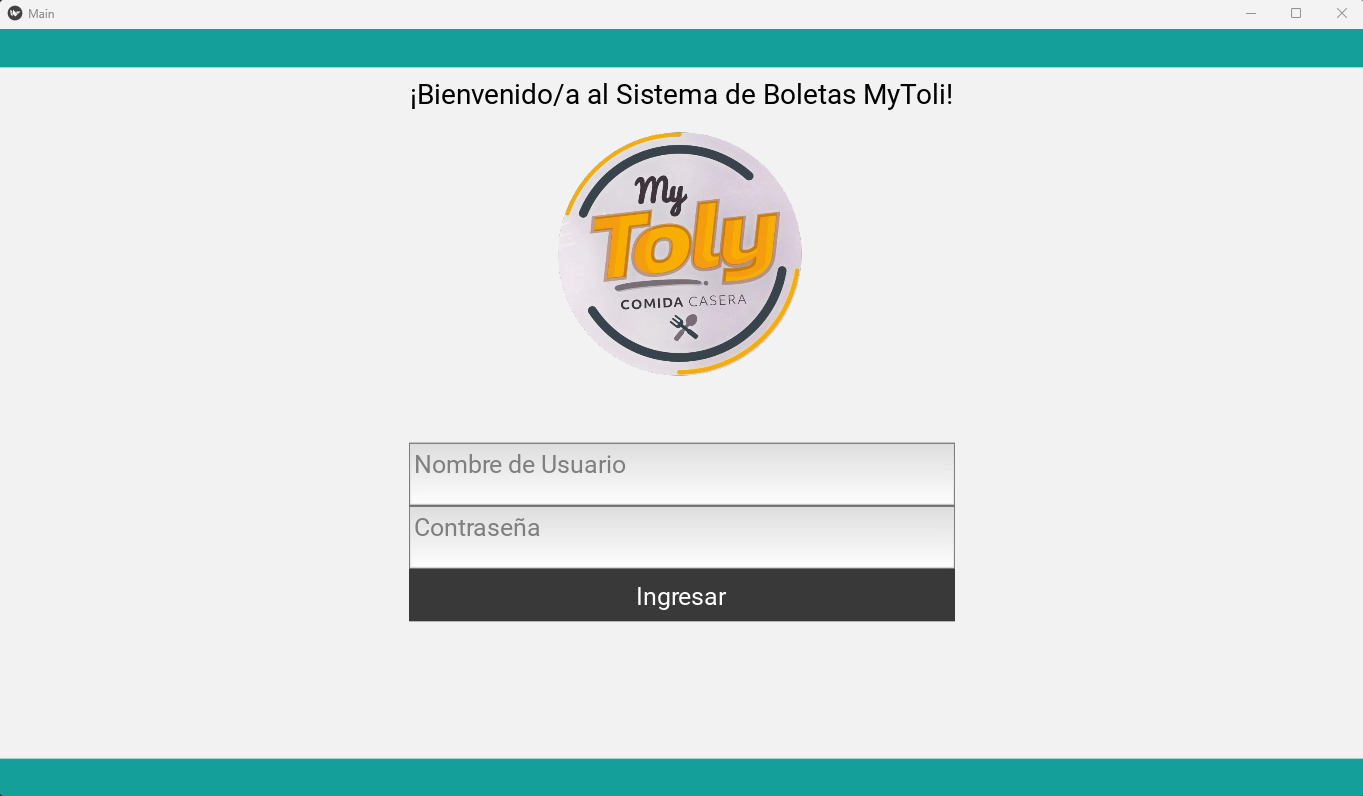 Main
¡Bienvenido/a al Sistema de Boletas MyToli!
My
Toly
COMIDA CASERA
Nombre de Usuario
Contraseña
Ingresar